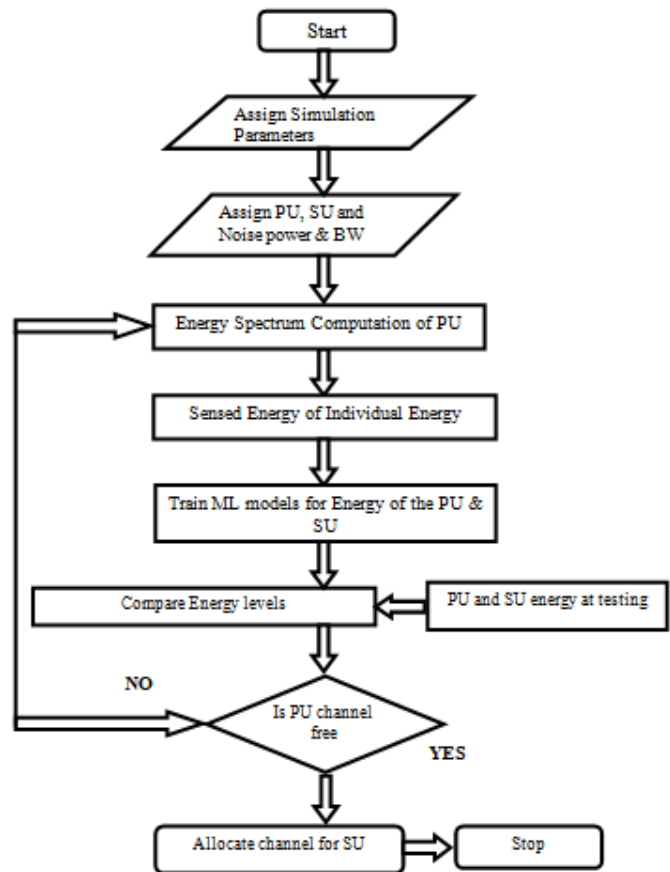 Start
Assign Simulation
Parameters
Assign PU, SU and
Noise power & BW
Energy Spectrum Computation of PU
Sensed Energy of Individual Energy
Train ML models for Energy of the PU &
SU
Compare Energy levels
PU and SU energy at testing
NO
Is PU channel
free
YES
Allocate channel for SU
Stop